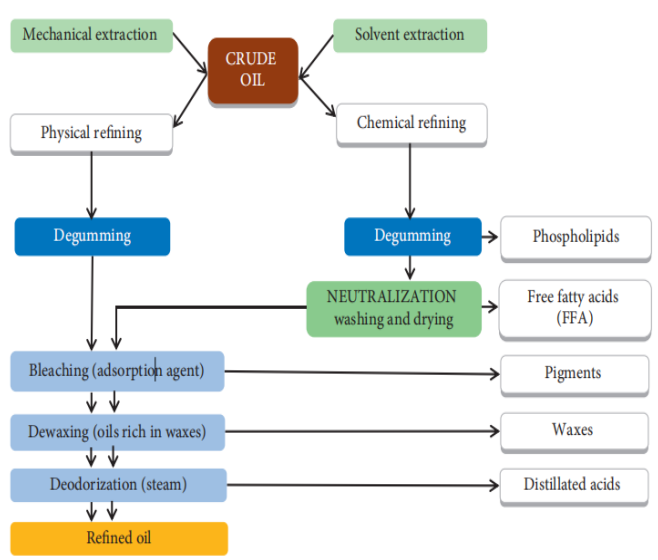 Mechanical extraction
Solvent extraction
CRUDE
OIL
Physical refining
Chemical refining
Degumming
Degumming
Phospholipids
NEUTRALIZATION
washing and drying
Free fatty acids
(FFA)
Bleaching (adsorption agent)
Pigments
Dewaxing (oils rich in waxes)
Waxes
Deodorization (steam)
Distillated acids
Refined oil